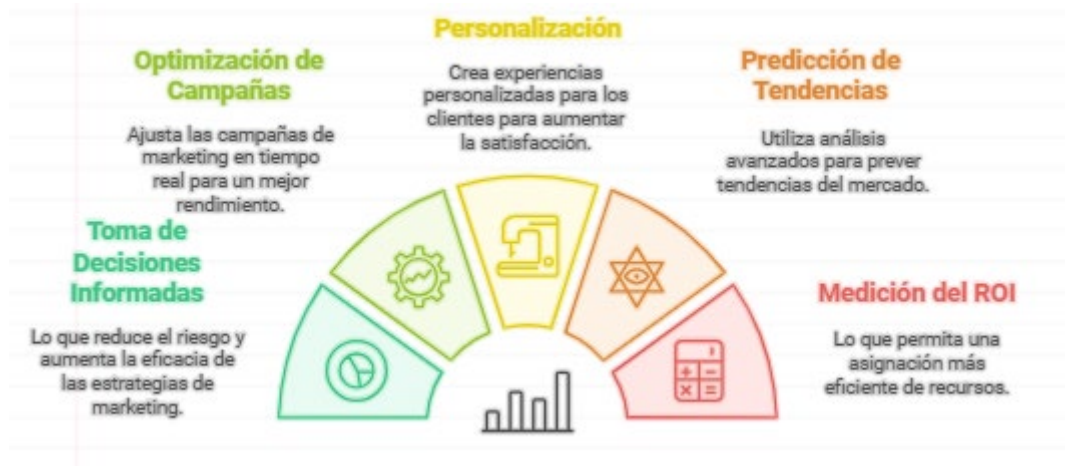 Personalización
Crea experiencias
personalizadas para los
clientes para aumentar
la satisfacción.
Optimización de
Campañas
Ajusta las campañas de
marketing en tiempo
real para un mejor
rendimiento.
Predicción de
Tendencias
Utiliza análisis
avanzados para prever
tendencias del mercado.
Toma de
Decisiones
Informadas
Lo que reduce el riesgo y
aumenta la eficacia de
las estrategias de
marketing.
Medición del ROI
Lo que permita una
asignación más
eficiente de recursos.